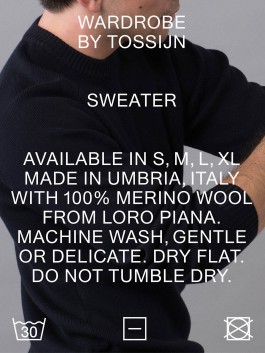 WARDROBE
BY TOSSIJN
SWEATER
AVAILABLE IN S, M, L, XL
MADE IN UMBRIA, ITALY
WITH 100% MERINO WOOL
FROM LORO PIANA.
MACHINE WASH, GENTLE
OR DELICATE. DRY FLAT.
DO NOT TUMBLE DRY.
30